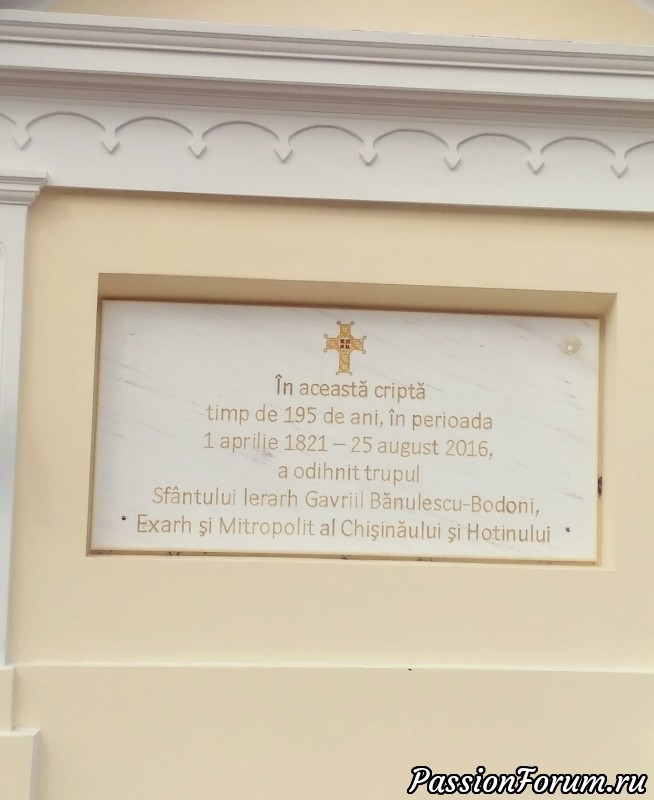 În această criptă
timp de 195 de ani, în perioada
1 aprilie 1821 – 25 august 2016,
a odihnit trupul
Sfântului Ierarh Gavriil Bănulescu-Bodoni,
Exarh şi Mitropolit al Chişinăului şi Hotinului
PassionForum.ru